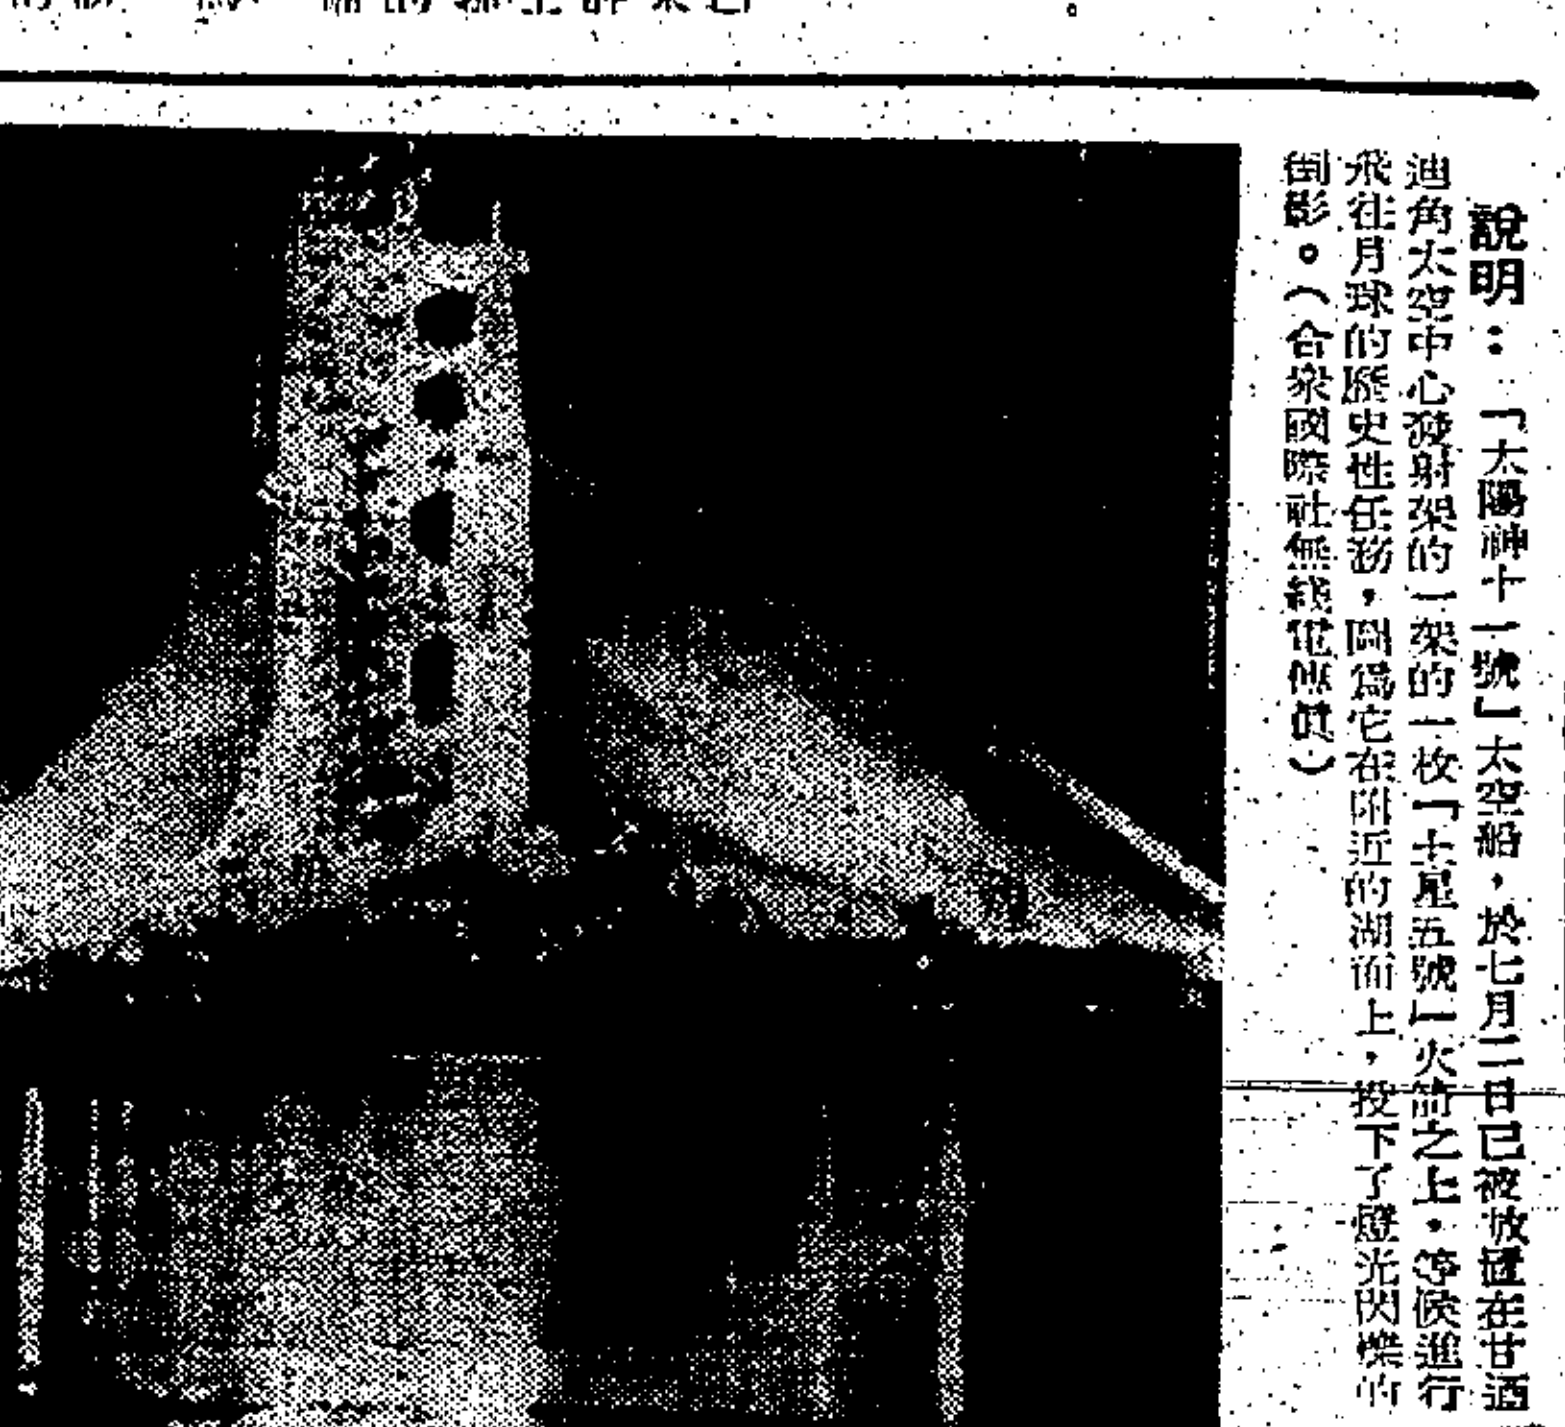 說明：「太陽神十一號」太空船，於七月二日已被放置在甘迺
迪角太空中心發射架的一架的一枚「土星五號」火箭之上，等候進行
飛往月球的歷史性任務，圖爲它在附近的湖面上，投下了燈光閃爍的
倒影。（合衆國際社無綫電傳眞）